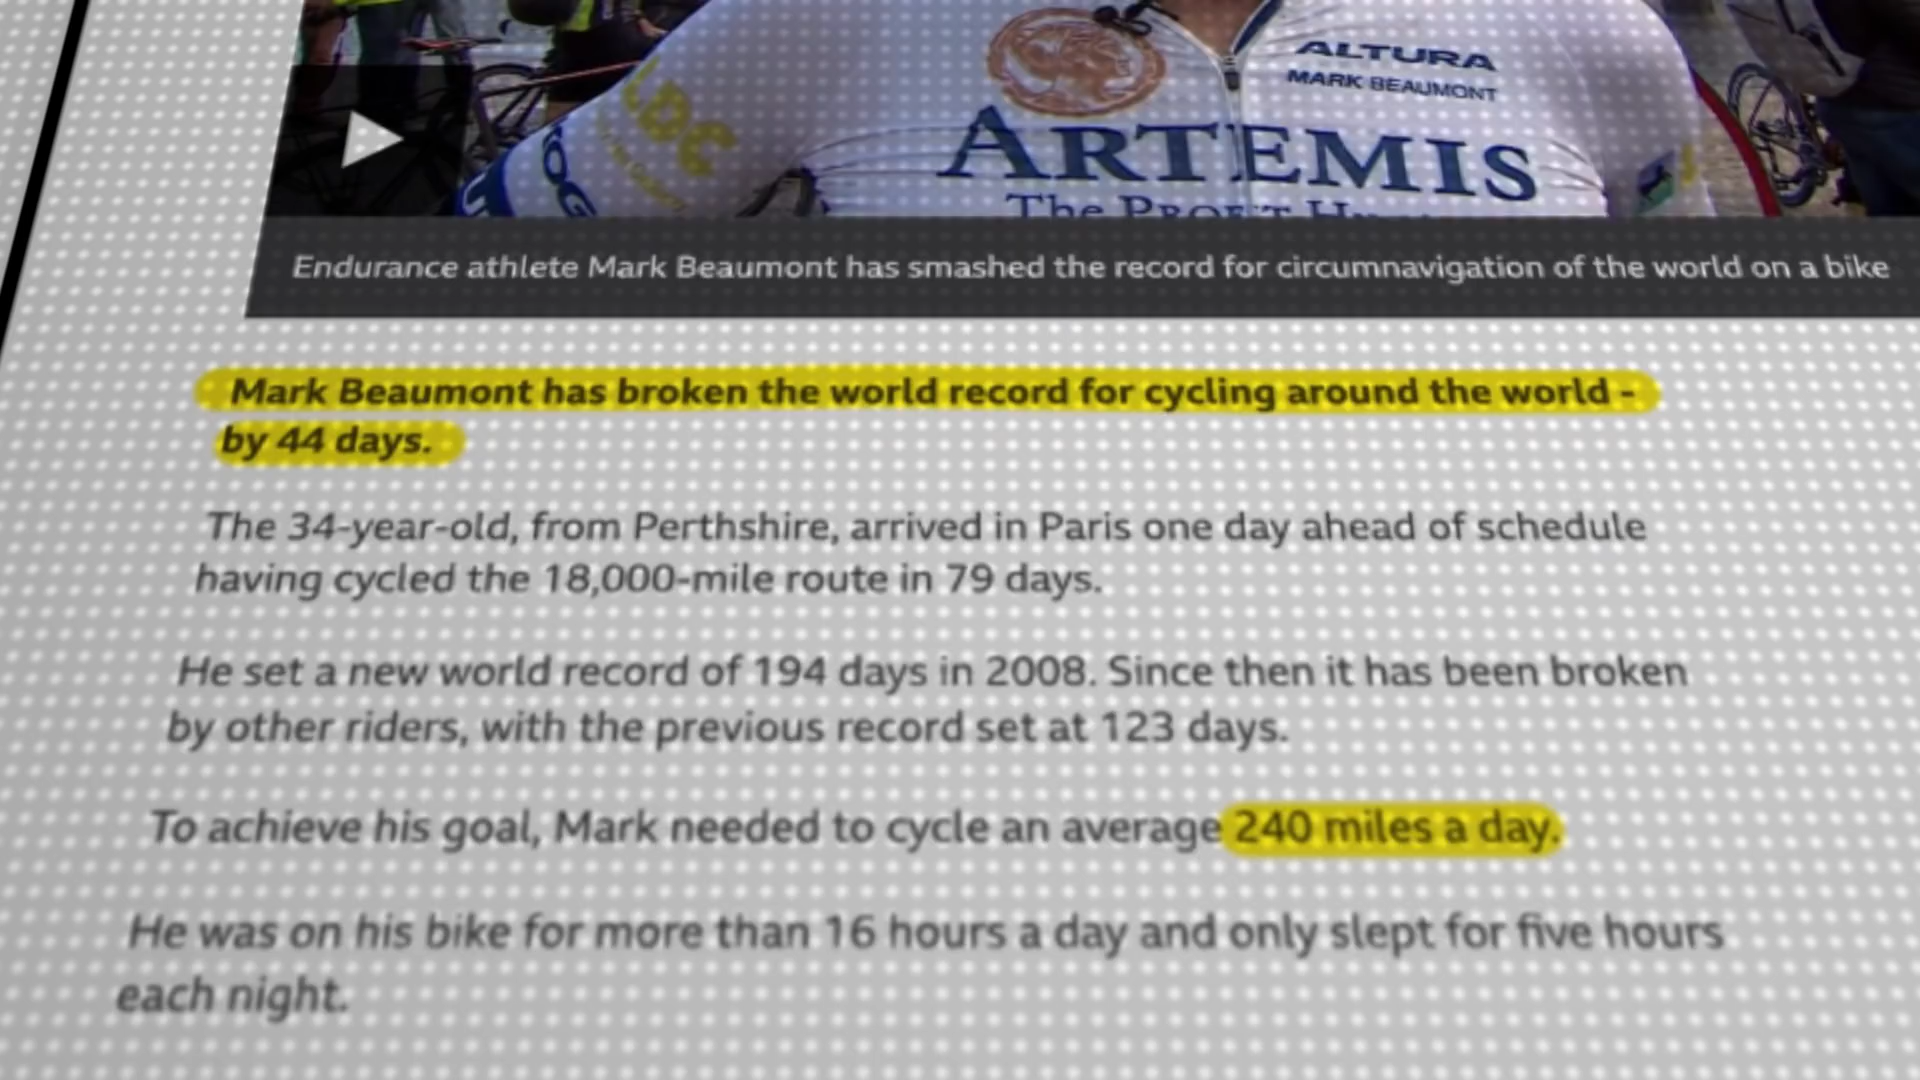 ALTURA
MARK BEAUMONT
LDC
ARTEMIS
The PROFIT
Endurance athlete Mark Beaumont has smashed the record for circumnavigation of the world on a bike
Mark Beaumont has broken the world record for cycling around the world -
by 44 days.
The 34-year-old, from Perthshire, arrived in Paris one day ahead of schedule
having cycled the 18,000-mile route in 79 days.
He set a new world record of 194 days in 2008. Since then it has been broken
by other riders, with the previous record set at 123 days.
To achieve his goal, Mark needed to cycle an average 240 miles a day.
He was on his bike for more than 16 hours a day and only slept for five hours
each night.